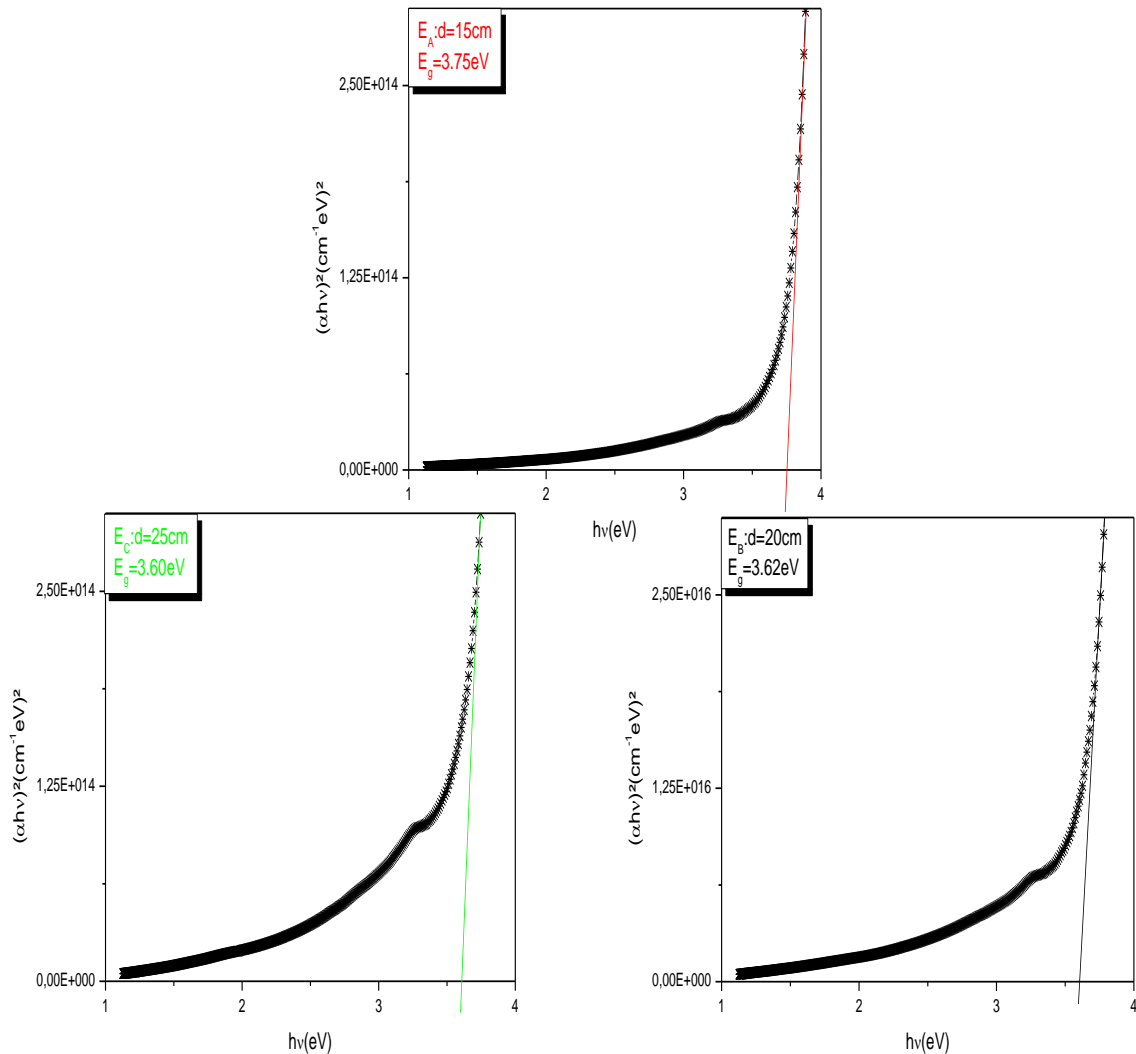 E_A:d=15cm
E_g=3.75eV
2,50E+014
1,25E+014
0,00E+000
(αhν)²(cm⁻¹eV)²
1
2
3
4
hν(eV)
E_C:d=25cm
E_g=3.60eV
2,50E+014
1,25E+014
0,00E+000
(αhν)²(cm⁻¹eV)²
1
2
3
4
hν(eV)
E_B:d=20cm
E_g=3.62eV
2,50E+016
1,25E+016
0,00E+000
(αhν)²(cm⁻¹eV)²
1
2
3
4
hν(eV)